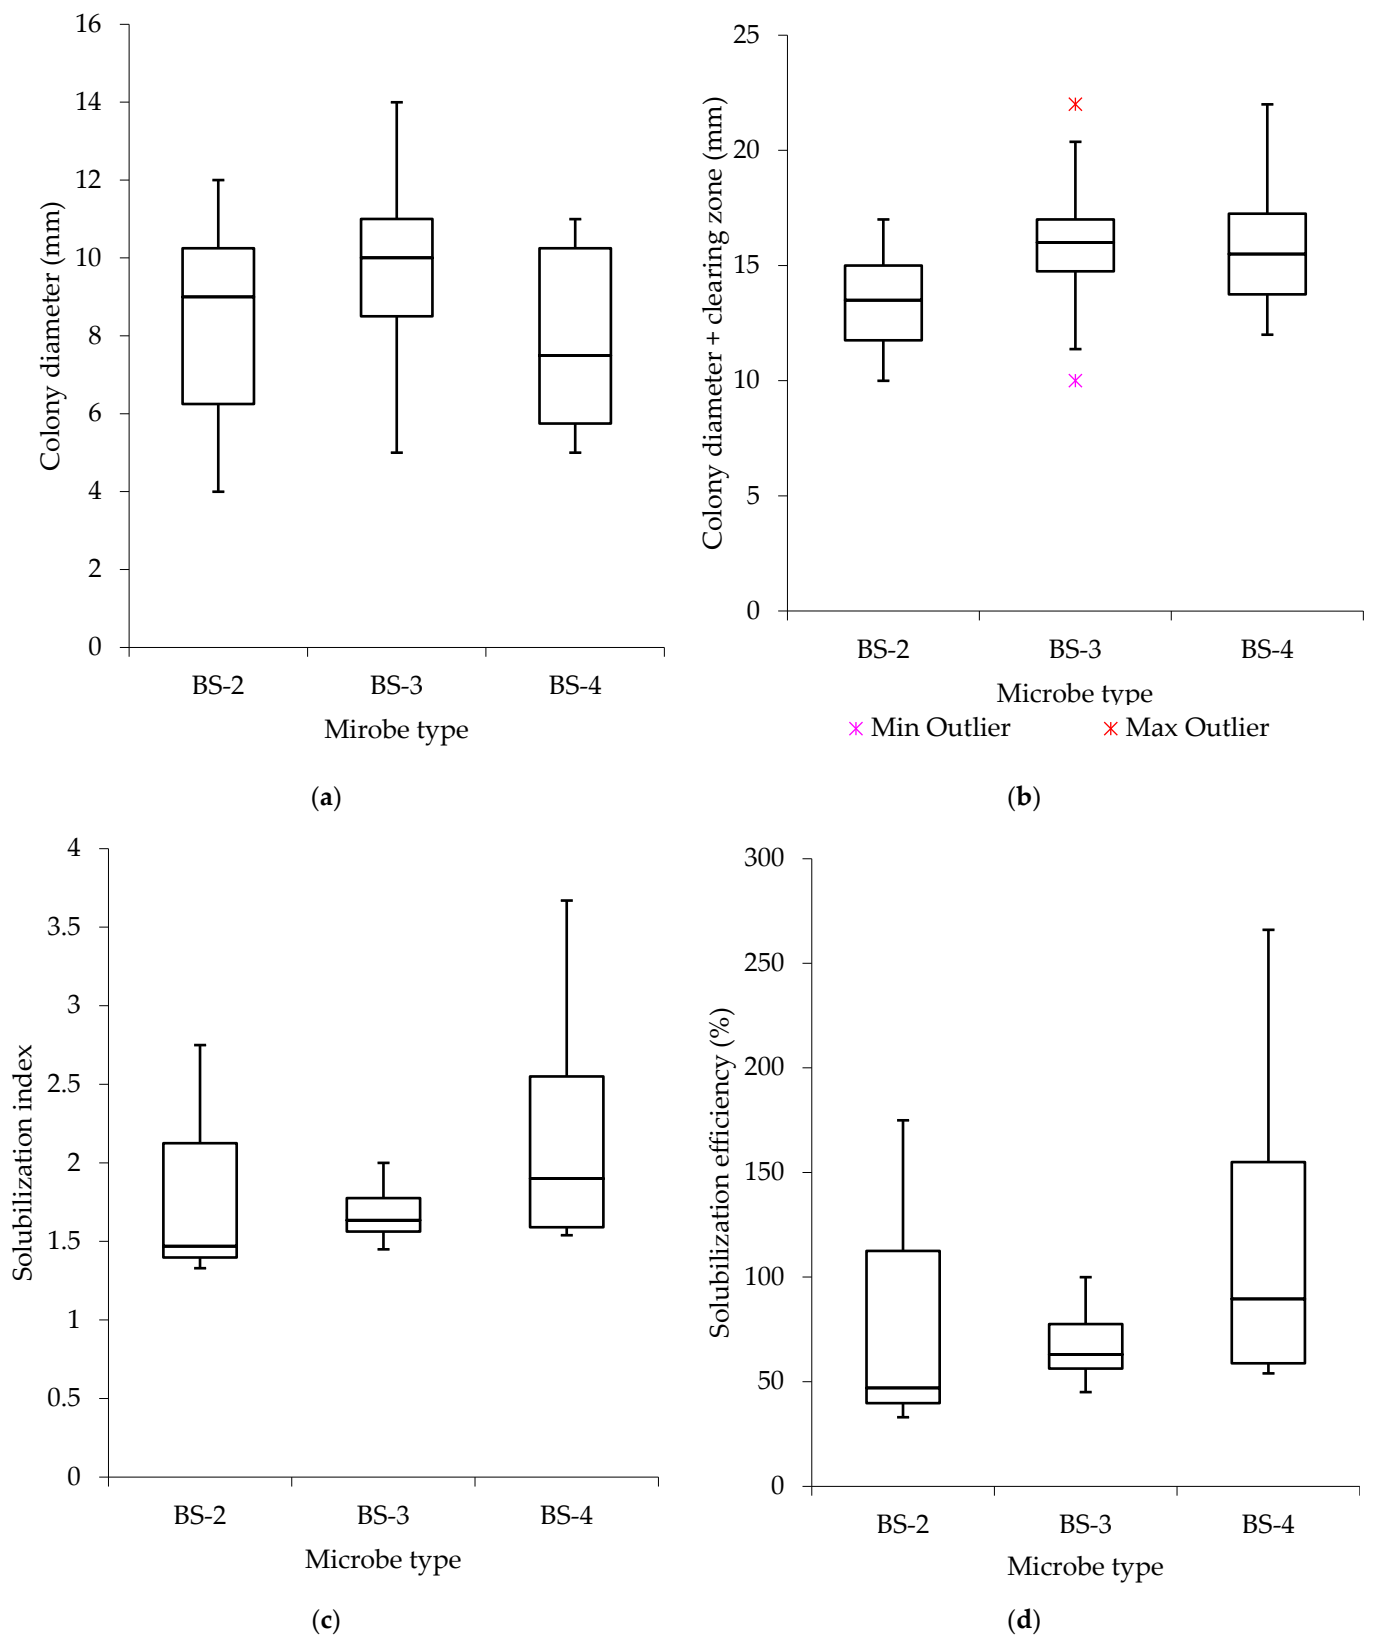 Colony diameter (mm)
16
14
12
10
8
6
4
2
0
BS-2 BS-3 BS-4
Mirobe type
(a)
Colony diameter + clearing zone (mm)
25
20
15
10
5
0
BS-2 BS-3 BS-4
Microbe type
Min Outlier Max Outlier
(b)
Solubilization index
4
3.5
3
2.5
2
1.5
1
0.5
0
BS-2 BS-3 BS-4
Microbe type
(c)
Solubilization efficiency (%)
300
250
200
150
100
50
0
BS-2 BS-3 BS-4
Microbe type
(d)